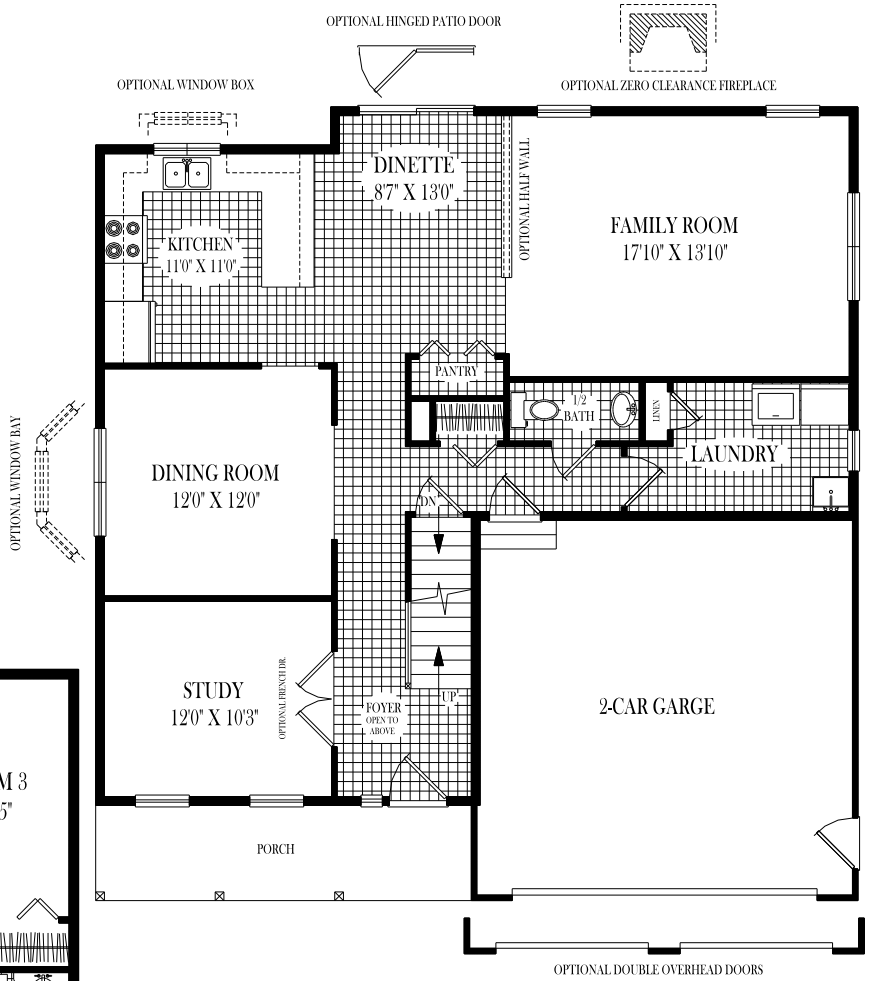 OPTIONAL HINGED PATIO DOOR
OPTIONAL WINDOW BOX
OPTIONAL ZERO CLEARANCE FIREPLACE
DINETTE
8'7" X 13'0"
OPTIONAL HALF WALL
FAMILY ROOM
17'10" X 13'10"
KITCHEN
11'0" X 11'0"
PANTRY
1/2
BATH
LINEN
LAUNDRY
OPTIONAL WINDOW BAY
DINING ROOM
12'0" X 12'0"
DN
STUDY
12'0" X 10'3"
OPTIONAL FRENCH DR.
FOYER
OPEN TO
ABOVE
UP
2-CAR GARGE
M 3
5"
PORCH
OPTIONAL DOUBLE OVERHEAD DOORS